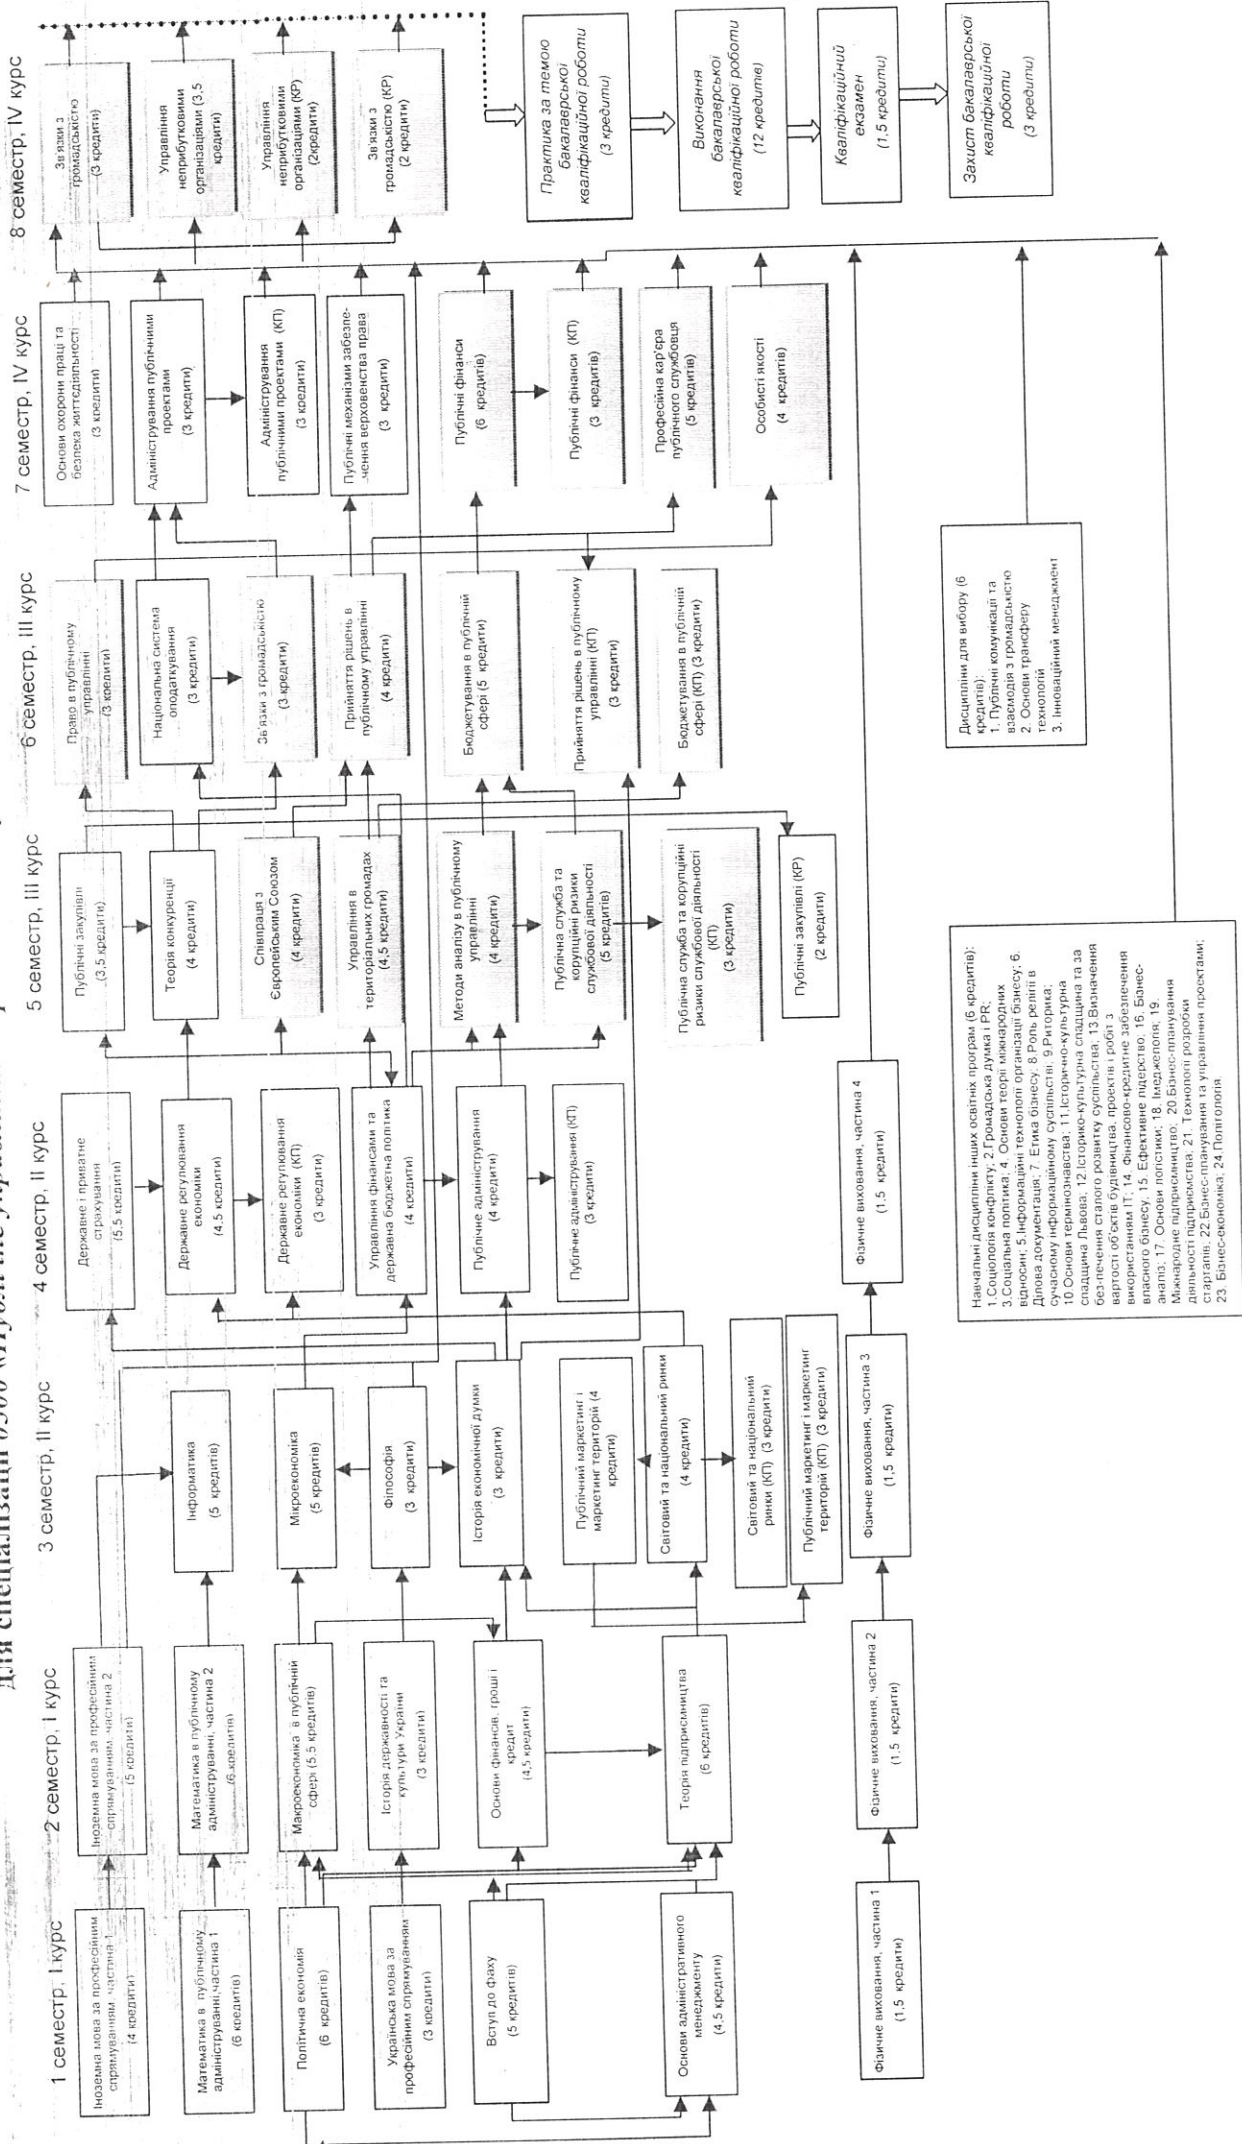 1 семестр, I курс
Іноземна мова за професійним
спрямуванням, частина 1
(4 кредити)
Математика в публічному
адмініструванні, частина 1
(6 кредитів)
Політична економія
(6 кредитів)
Українська мова за
професійним спрямуванням
(3 кредити)
Вступ до фаху
(5 кредитів)
Основи адміністративного
менеджменту
(4,5 кредити)
Фізичне виховання, частина 1
(1,5 кредити)
2 семестр, I курс
Іноземна мова за професійним
спрямуванням, частина 2
(5 кредити)
Математика в публічному
адмініструванні, частина 2
(6 кредитів)
Макроекономіка в публічній
сфері (5,5 кредитів)
Історія державності та
культури України
(3 кредити)
Основи фінансів, гроші і
кредит
(4,5 кредити)
Теорія підприємництва
(6 кредитів)
Фізичне виховання, частина 2
(1,5 кредити)
3 семестр, II курс
Інформатика
(5 кредитів)
Мікроекономіка
(5 кредитів)
Філософія
(3 кредити)
Історія економічної думки
(3 кредити)
Публічний маркетинг і
маркетинг територій (4
кредити)
Світовий та національний ринки
(4 кредити)
Світовий та національний
ринки (КП) (3 кредити)
Публічний маркетинг і маркетинг
територій (КП) (3 кредити)
Фізичне виховання, частина 3
(1,5 кредити)
4 семестр, II курс
Державне і приватне
страхування
(5,5 кредити)
Державне регулювання
економіки
(4,5 кредити)
Державне регулювання
економіки (КП)
(3 кредити)
Управління фінансами та
державна бюджетна політика
(4 кредити)
Публічне адміністрування
(4 кредити)
Публічне адміністрування (КП)
(3 кредити)
Фізичне виховання, частина 4
(1,5 кредити)
5 семестр, III курс
Публічні закупівлі
(3,5 кредити)
Теорія конкуренції
(4 кредити)
Співпраця з
Європейським Союзом
(4 кредити)
Управління в
територіальних громадах
(4,5 кредити)
Методи аналізу в публічному
управлінні
(4 кредити)
Публічна служба та
корупційні ризики
службової діяльності
(5 кредитів)
Публічна служба та корупційні
ризики службової діяльності
(КП)
(3 кредити)
Публічні закупівлі (КР)
(2 кредити)
6 семестр, III курс
Право в публічному
управлінні
(3 кредити)
Національна система
оподаткування
(3 кредити)
Зв'язки з громадськістю
(3 кредити)
Прийняття рішень в
публічному управлінні
(4 кредити)
Бюджетування в публічній
сфері (5 кредити)
Прийняття рішень в публічному
управлінні (КП)
(3 кредити)
Бюджетування в публічній
сфері (КП) (3 кредити)
7 семестр, IV курс
Основи охорони праці та
безпека життєдіяльності
(3 кредити)
Адміністрування публічними
проектами
(3 кредити)
Адміністрування
публічними проектами (КП)
(3 кредити)
Публічні механізми забезпе-
чення верховенства права
(3 кредити)
Публічні фінанси
(6 кредитів)
Публічні фінанси (КП)
(3 кредити)
Професійна кар'єра
публічного службовця
(5 кредитів)
Особисті якості
(4 кредити)
8 семестр, IV курс
Зв'язки з
громадськістю
(3 кредити)
Управління
неприбутковими
організаціями (3,5
кредити)
Управління
неприбутковими
організаціями (КР)
(2кредити)
Зв'язки з
громадськістю (КР)
(2 кредити)
Практика за темою
бакалаврської
кваліфікаційної роботи
(3 кредити)
Виконання
бакалаврської
кваліфікаційної роботи
(12 кредитів)
Кваліфікаційний
екзамен
(1,5 кредити)
Захист бакалаврської
кваліфікаційної
роботи
(3 кредити)
Дисципліни для вибору (6
кредитів):
1. Публічні комунікації та
взаємодія з громадськістю
2. Основи трансферу
технологій
3. Інноваційний менеджмент
Навчальні дисципліни інших освітніх програм (6 кредитів):
1.Соціологія конфлікту; 2.Громадська думка і PR;
3.Соціальна політика; 4. Основи теорії міжнародних
відносин; 5.Інформаційні технології організації бізнесу; 6.
Ділова документація; 7. Етика бізнесу; 8.Роль релігії в
сучасному інформаційному суспільстві; 9.Риторика;
10.Основи термінознавства; 11.Історично-культурна
спадщина Львова; 12.Історико-культурна спадщина та за
без-печення сталого розвитку суспільства; 13.Визначення
вартості об'єктів будівництва, проектів і робіт з
використанням ІТ; 14. Фінансово-кредитне забезпечення
власного бізнесу; 15. Ефективне лідерство; 16. Бізнес-
аналіз; 17. Основи логістики; 18. Іміджелогія; 19.
Міжнародне підприємництво; 20.Бізнес-планування
діяльності підприємства; 21. Технології розробки
стартапів; 22.Бізнес-планування та управління проектами;
23. Бізнес-економіка; 24.Політологія.